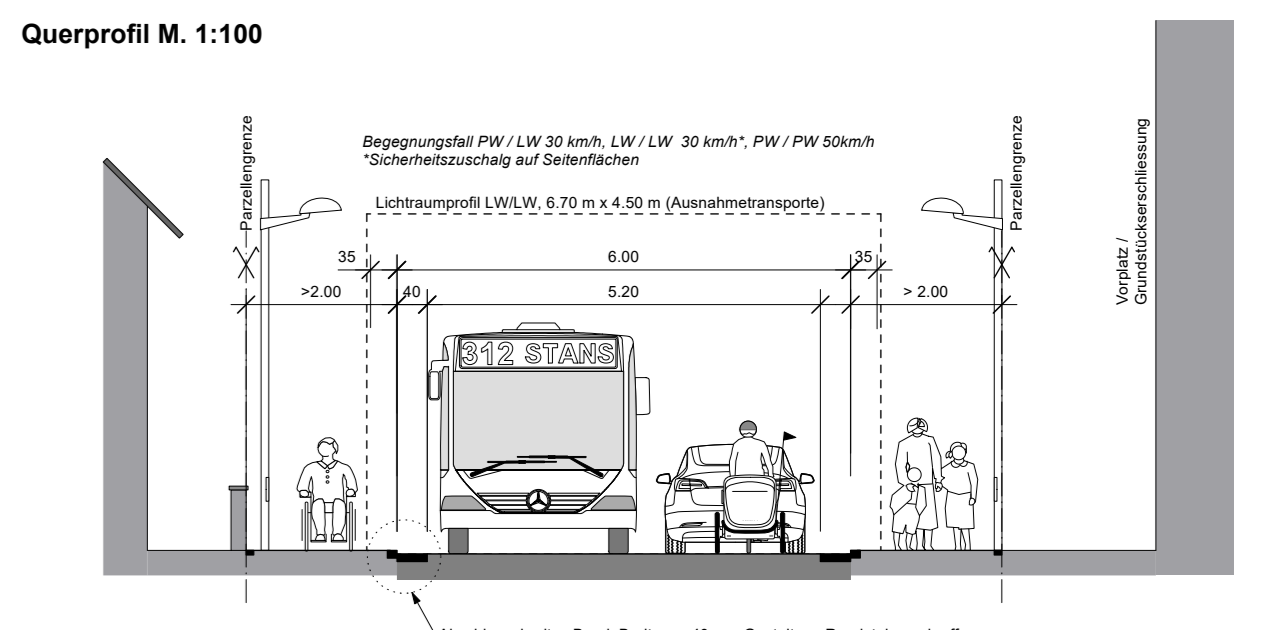 Querprofil M. 1:100
Begegnungsfall PW / LW 30 km/h, LW / LW 30 km/h*, PW / PW 50km/h
*Sicherheitszuschalg auf Seitenflächen
Parzellengrenze
Parzellengrenze
Vorplatz /
Grundstückserschliessung
Lichtraumprofil LW/LW, 6.70 m x 4.50 m (Ausnahmetransporte)
35 6.00 35
>2.00 40 5.20 > 2.00
312 STANS